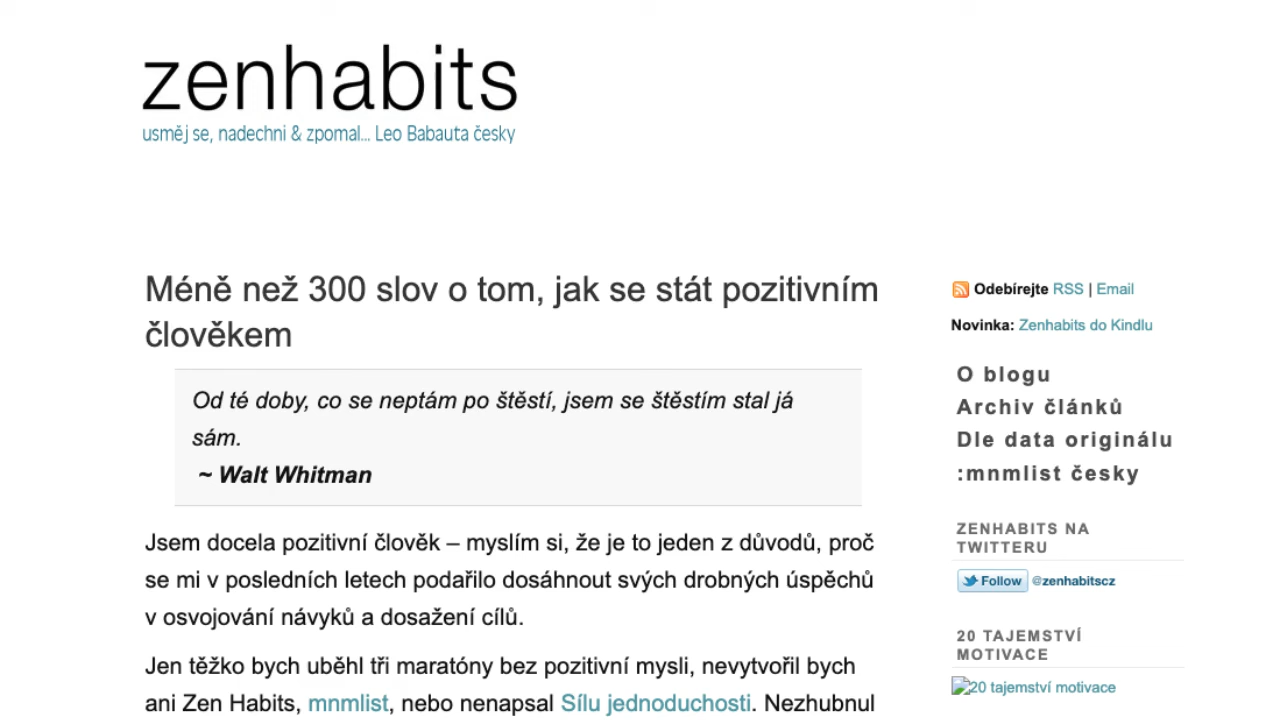 zenhabits
usměj se, nadechni & zpomal... Leo Babauta česky
Méně než 300 slov o tom, jak se stát pozitivním
člověkem
Od té doby, co se neptám po štěstí, jsem se štěstím stal já
sám.
~ Walt Whitman
Jsem docela pozitivní člověk – myslím si, že je to jeden z důvodů, proč
se mi v posledních letech podařilo dosáhnout svých drobných úspěchů
v osvojování návyků a dosažení cílů.
Jen těžko bych uběhl tři maratóny bez pozitivní mysli, nevytvořil bych
ani Zen Habits, mnmlist, nebo nenapsal Sílu jednoduchosti. Nezhubnul
Odebírejte RSS | Email
Novinka: Zenhabits do Kindlu
O blogu
Archiv článků
Dle data originálu
:mnmlist česky
ZENHABITS NA
TWITTERU
Follow @zenhabitscz
20 TAJEMSTVÍ
MOTIVACE
20 tajemství motivace